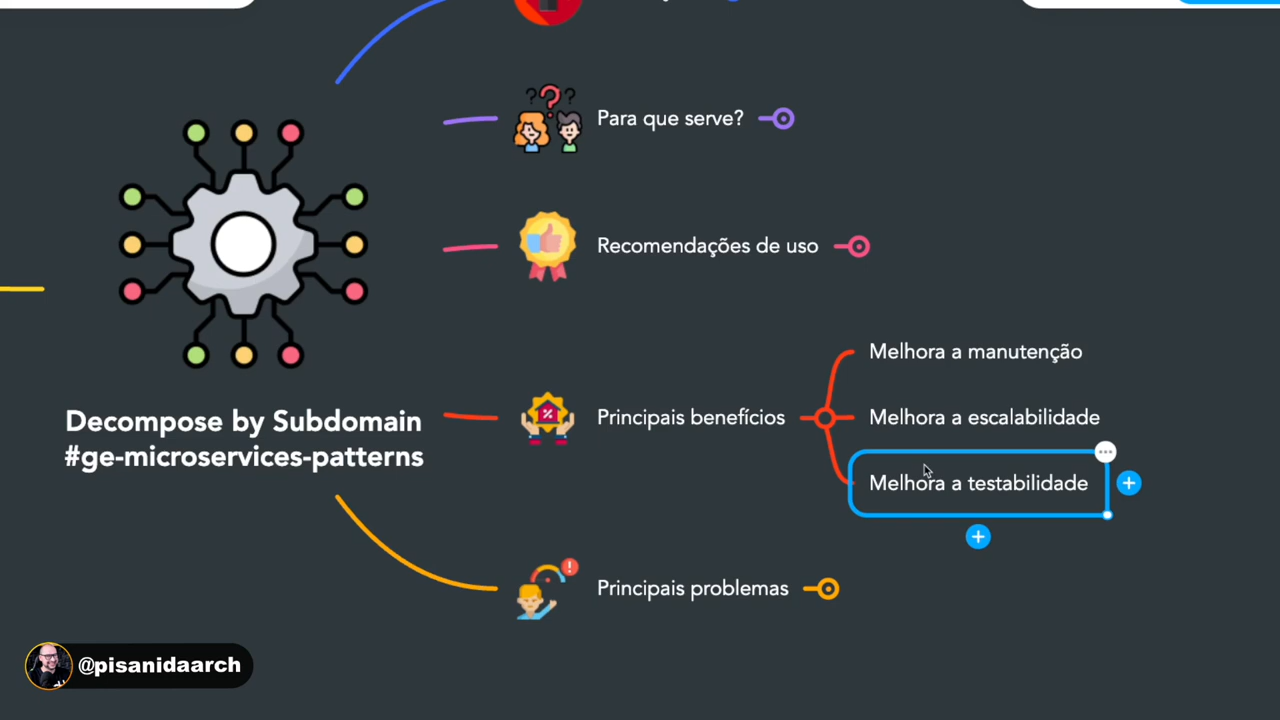 Para que serve?
Recomendações de uso
Melhora a manutenção
Principais benefícios
Melhora a escalabilidade
Melhora a testabilidade
Decompose by Subdomain
#ge-microservices-patterns
Principais problemas
@pisanidaarch